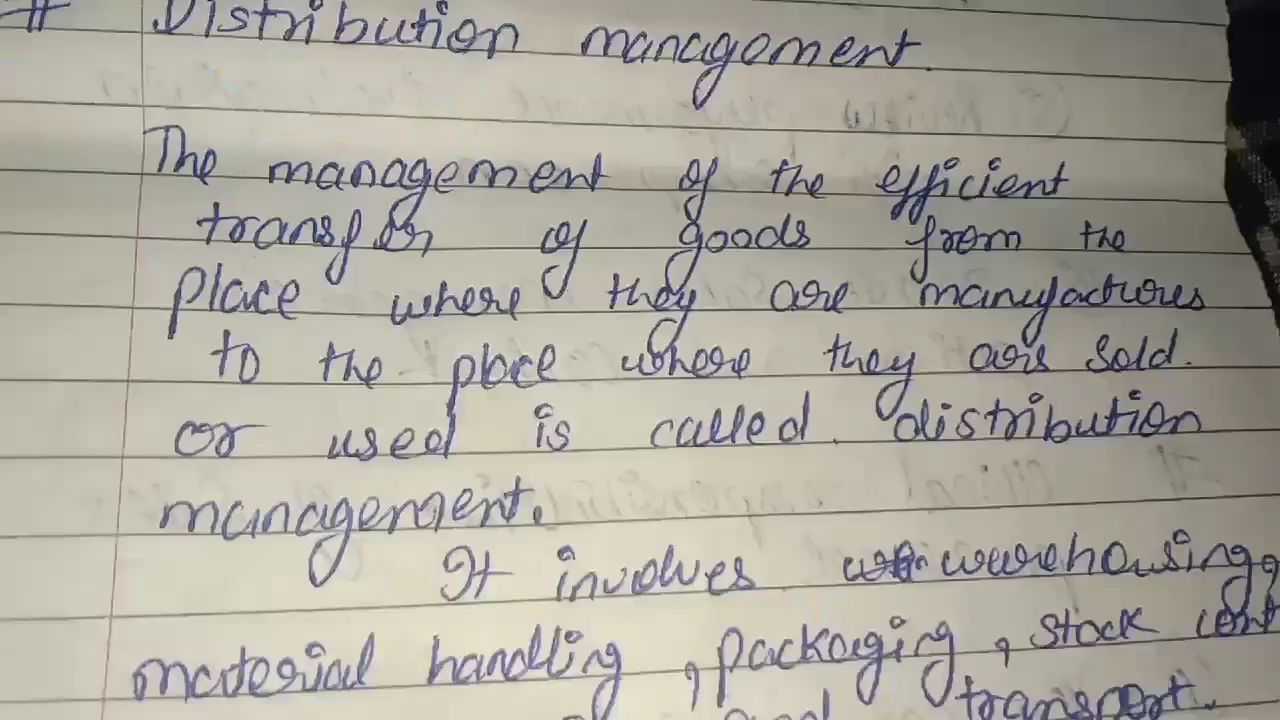 # Distribution management.
The management of the efficient
transfer of goods from the
place where they are manufactures
to the place where they are sold.
or used is called distribution
management.
It involves warehousing,
material handling, packaging, stock cont
and transport.